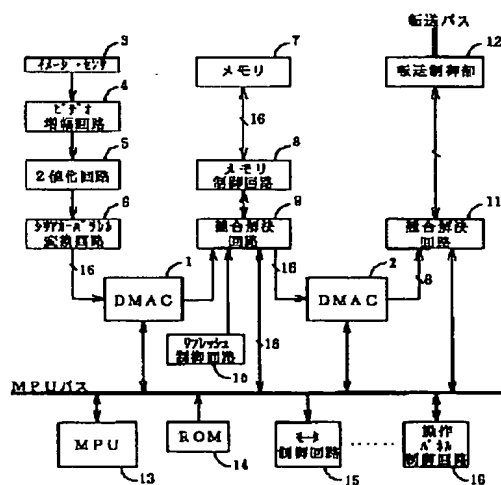 転送バス
3
イメージ・センサ
4
ビデオ
増幅回路
5
2値化回路
6
シリアル-パラレル
変換回路
16
1
DMAC
7
メモリ
16
8
メモリ
制御回路
9
競合解決
回路
16
リフレッシュ
制御回路
10
16
2
DMAC
8
12
転送制御部
11
競合解決
回路
MPUバス
MPU
13
ROM
14
モータ
制御回路
15
操作
パネル
制御回路
16